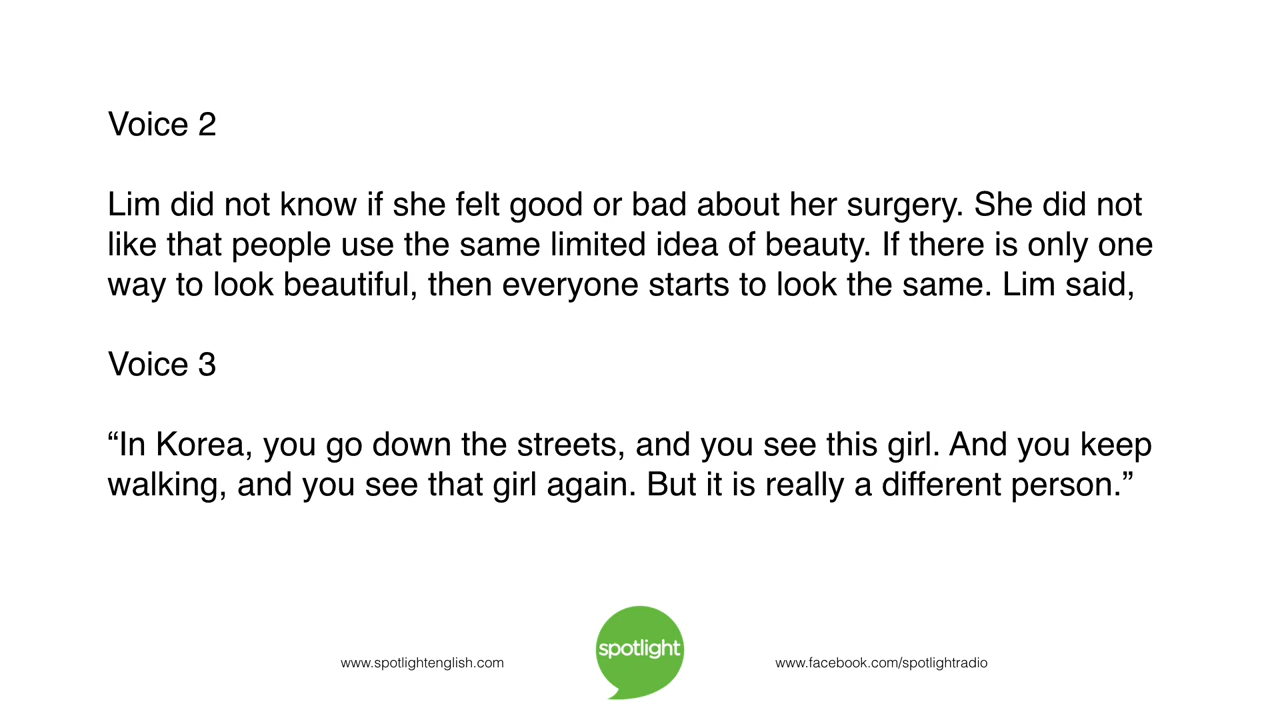 Voice 2
Lim did not know if she felt good or bad about her surgery. She did not
like that people use the same limited idea of beauty. If there is only one
way to look beautiful, then everyone starts to look the same. Lim said,
Voice 3
“In Korea, you go down the streets, and you see this girl. And you keep
walking, and you see that girl again. But it is really a different person.”
www.spotlightenglish.com
spotlight
www.facebook.com/spotlightradio